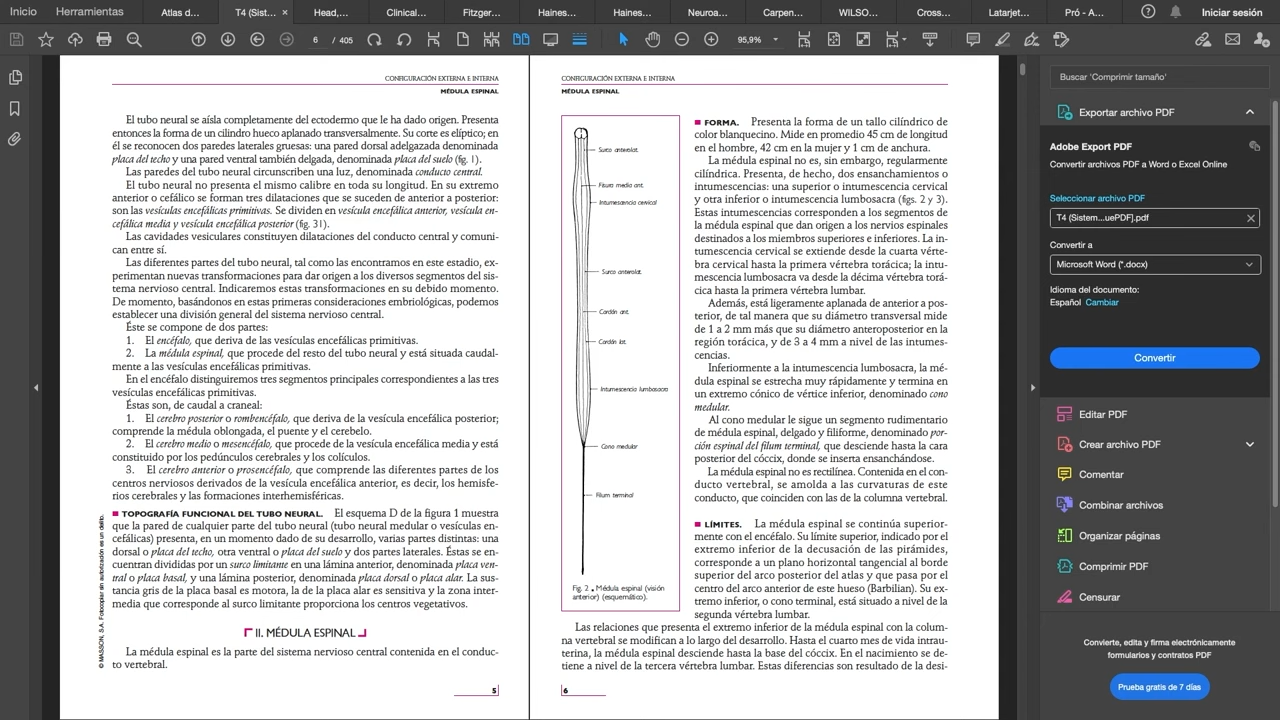 Inicio
Herramientas
Atlas d...
T4 (Sist... ×
Head,...
Clinical...
Fitzger...
Haines...
Haines...
Neuroa...
Carpen...
WILSO...
Cross...
Latarjet...
Pró - A...
Iniciar sesión
6 / 405
95,9%
CONFIGURACIÓN EXTERNA E INTERNA
MÉDULA ESPINAL
El tubo neural se aísla completamente del ectodermo que le ha dado origen. Presenta
entonces la forma de un cilindro hueco aplanado transversalmente. Su corte es elíptico; en
él se reconocen dos paredes laterales gruesas: una pared dorsal adelgazada denominada
placa del techo y una pared ventral también delgada, denominada placa del suelo (fig. 1).
Las paredes del tubo neural circunscriben una luz, denominada conducto central.
El tubo neural no presenta el mismo calibre en toda su longitud. En su extremo
anterior o cefálico se forman tres dilataciones que se suceden de anterior a posterior:
son las vesículas encefálicas primitivas. Se dividen en vesícula encefálica anterior, vesícula en-
cefálica media y vesícula encefálica posterior (fig. 31).
Las cavidades vesiculares constituyen dilataciones del conducto central y comuni-
can entre sí.
Las diferentes partes del tubo neural, tal como las encontramos en este estadio, ex-
perimentan nuevas transformaciones para dar origen a los diversos segmentos del sis-
tema nervioso central. Indicaremos estas transformaciones en su debido momento.
De momento, basándonos en estas primeras consideraciones embriológicas, podemos
establecer una división general del sistema nervioso central.
Éste se compone de dos partes:
1. El encéfalo, que deriva de las vesículas encefálicas primitivas.
2. La médula espinal, que procede del resto del tubo neural y está situada caudal-
mente a las vesículas encefálicas primitivas.
En el encéfalo distinguiremos tres segmentos principales correspondientes a las tres
vesículas encefálicas primitivas.
Éstas son, de caudal a craneal:
1. El cerebro posterior o rombencéfalo, que deriva de la vesícula encefálica posterior;
comprende la médula oblongada, el puente y el cerebelo.
2. El cerebro medio o mesencéfalo, que procede de la vesícula encefálica media y está
constituido por los pedúnculos cerebrales y los colículos.
3. El cerebro anterior o prosencéfalo, que comprende las diferentes partes de los
centros nerviosos derivados de la vesícula encefálica anterior, es decir, los hemisfe-
rios cerebrales y las formaciones interhemisféricas.
TOPOGRAFÍA FUNCIONAL DEL TUBO NEURAL. El esquema D de la figura 1 muestra
que la pared de cualquier parte del tubo neural (tubo neural medular o vesículas en-
cefálicas) presenta, en un momento dado de su desarrollo, varias partes distintas: una
dorsal o placa del techo, otra ventral o placa del suelo y dos partes laterales. Éstas se en-
cuentran divididas por un surco limitante en una lámina anterior, denominada placa ven-
tral o placa basal, y una lámina posterior, denominada placa dorsal o placa alar. La sus-
tancia gris de la placa basal es motora, la de la placa alar es sensitiva y la zona inter-
media que corresponde al surco limitante proporciona los centros vegetativos.
II. MÉDULA ESPINAL
La médula espinal es la parte del sistema nervioso central contenida en el conduc-
to vertebral.
© MASSON, S.A. Fotocopiar sin autorización es un delito.
5
CONFIGURACIÓN EXTERNA E INTERNA
MÉDULA ESPINAL
Surco anterolat.
Fisura media ant.
Intumescencia cervical
Surco anterolat.
Cordón ant.
Cordón lat.
Intumescencia lumbosacra
Cono medular
Filum terminal
Fig. 2 . Médula espinal (visión
anterior) (esquemático).
FORMA. Presenta la forma de un tallo cilíndrico de
color blanquecino. Mide en promedio 45 cm de longitud
en el hombre, 42 cm en la mujer y 1 cm de anchura.
La médula espinal no es, sin embargo, regularmente
cilíndrica. Presenta, de hecho, dos ensanchamientos o
intumescencias: una superior o intumescencia cervical
y otra inferior o intumescencia lumbosacra (figs. 2 y 3).
Estas intumescencias corresponden a los segmentos de
la médula espinal que dan origen a los nervios espinales
destinados a los miembros superiores e inferiores. La in-
tumescencia cervical se extiende desde la cuarta vérte-
bra cervical hasta la primera vértebra torácica; la intu-
mescencia lumbosacra va desde la décima vértebra torá-
cica hasta la primera vértebra lumbar.
Además, está ligeramente aplanada de anterior a pos-
terior, de tal manera que su diámetro transversal mide
de 1 a 2 mm más que su diámetro anteroposterior en la
región torácica, y de 3 a 4 mm a nivel de las intumes-
cencias.
Inferiormente a la intumescencia lumbosacra, la mé-
dula espinal se estrecha muy rápidamente y termina en
un extremo cónico de vértice inferior, denominado cono
medular.
Al cono medular le sigue un segmento rudimentario
de médula espinal, delgado y filiforme, denominado por-
ción espinal del filum terminal, que desciende hasta la cara
posterior del cóccix, donde se inserta ensanchándose.
La médula espinal no es rectilínea. Contenida en el con-
ducto vertebral, se amolda a las curvaturas de este
conducto, que coinciden con las de la columna vertebral.
LÍMITES. La médula espinal se continúa superior-
mente con el encéfalo. Su límite superior, indicado por el
extremo inferior de la decusación de las pirámides,
corresponde a un plano horizontal tangencial al borde
superior del arco posterior del atlas y que pasa por el
centro del arco anterior de este hueso (Barbilian). Su ex-
tremo inferior, o cono terminal, está situado a nivel de la
segunda vértebra lumbar.
Las relaciones que presenta el extremo inferior de la médula espinal con la colum-
na vertebral se modifican a lo largo del desarrollo. Hasta el cuarto mes de vida intrau-
terina, la médula espinal desciende hasta la base del cóccix. En el nacimiento se de-
tiene a nivel de la tercera vértebra lumbar. Estas diferencias son resultado de la desi-
6
Buscar 'Comprimir tamaño'
Exportar archivo PDF
Adobe Export PDF
Convertir archivos PDF a Word o Excel Online
Seleccionar archivo PDF
T4 (Sistem...uePDF].pdf
Convertir a
Microsoft Word (*.docx)
Idioma del documento:
Español Cambiar
Convertir
Editar PDF
Crear archivo PDF
Comentar
Combinar archivos
Organizar páginas
Comprimir PDF
Censurar
Convierte, edita y firma electrónicamente
formularios y contratos PDF
Prueba gratis de 7 días